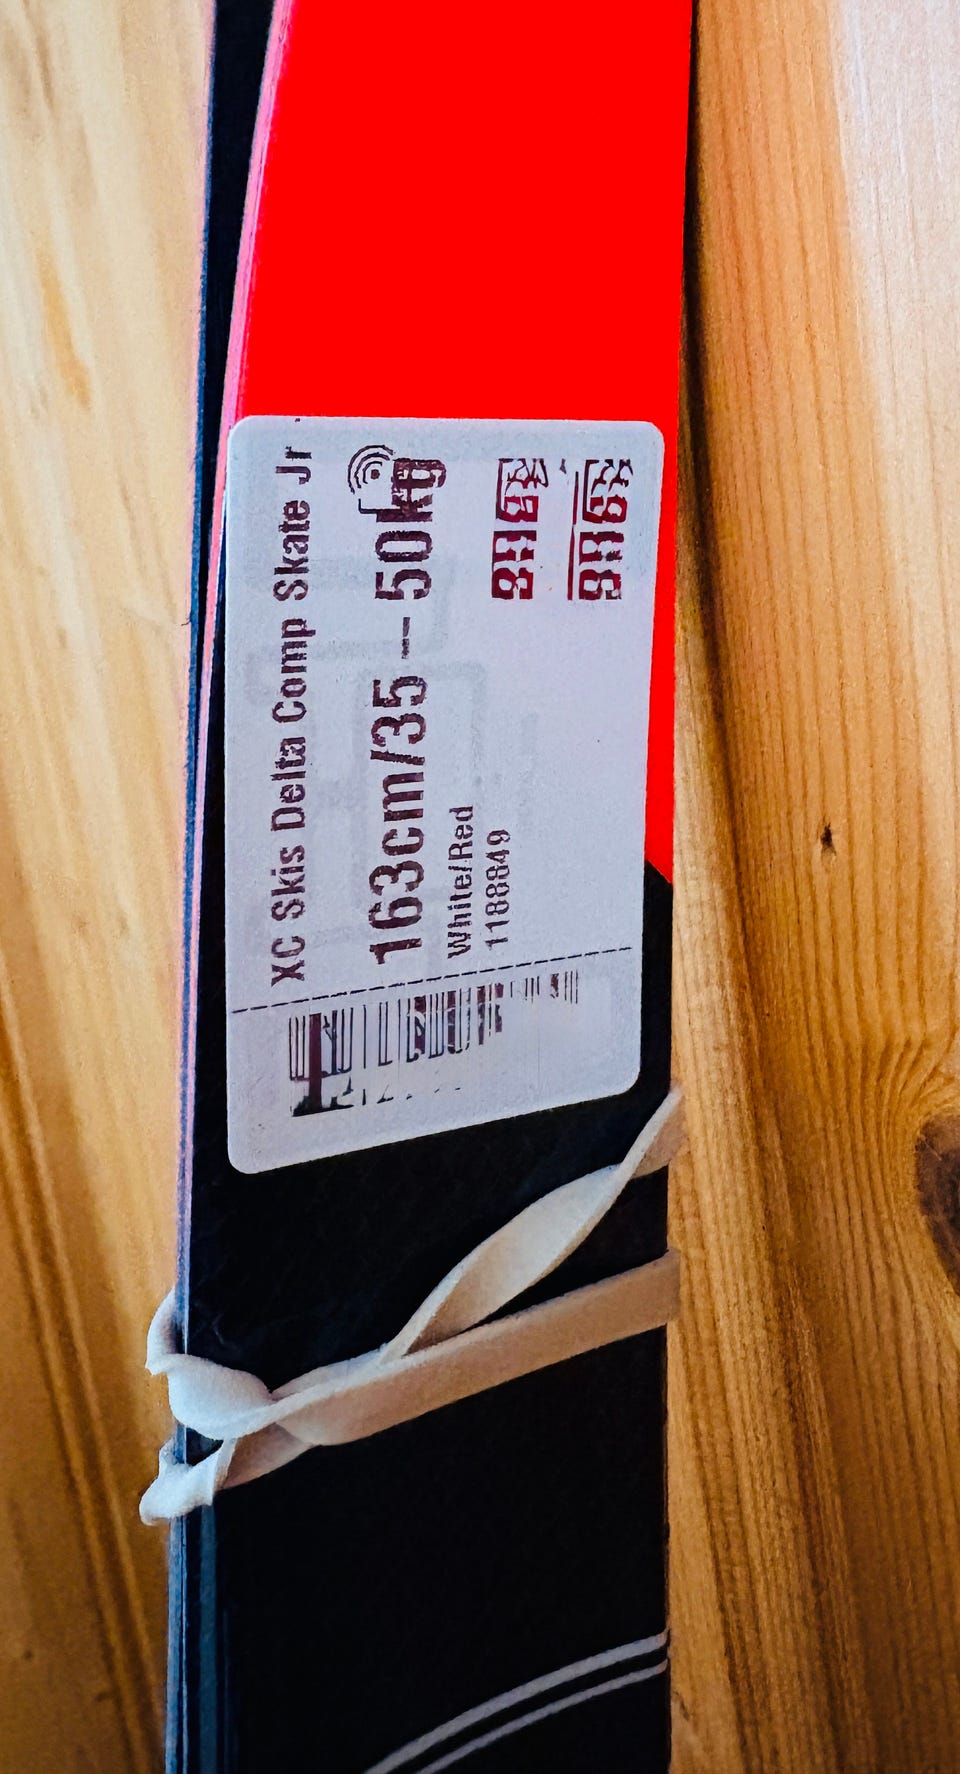 XC Skis Delta Comp Skate Jr
163cm/35–50kg
White/Red
1188849